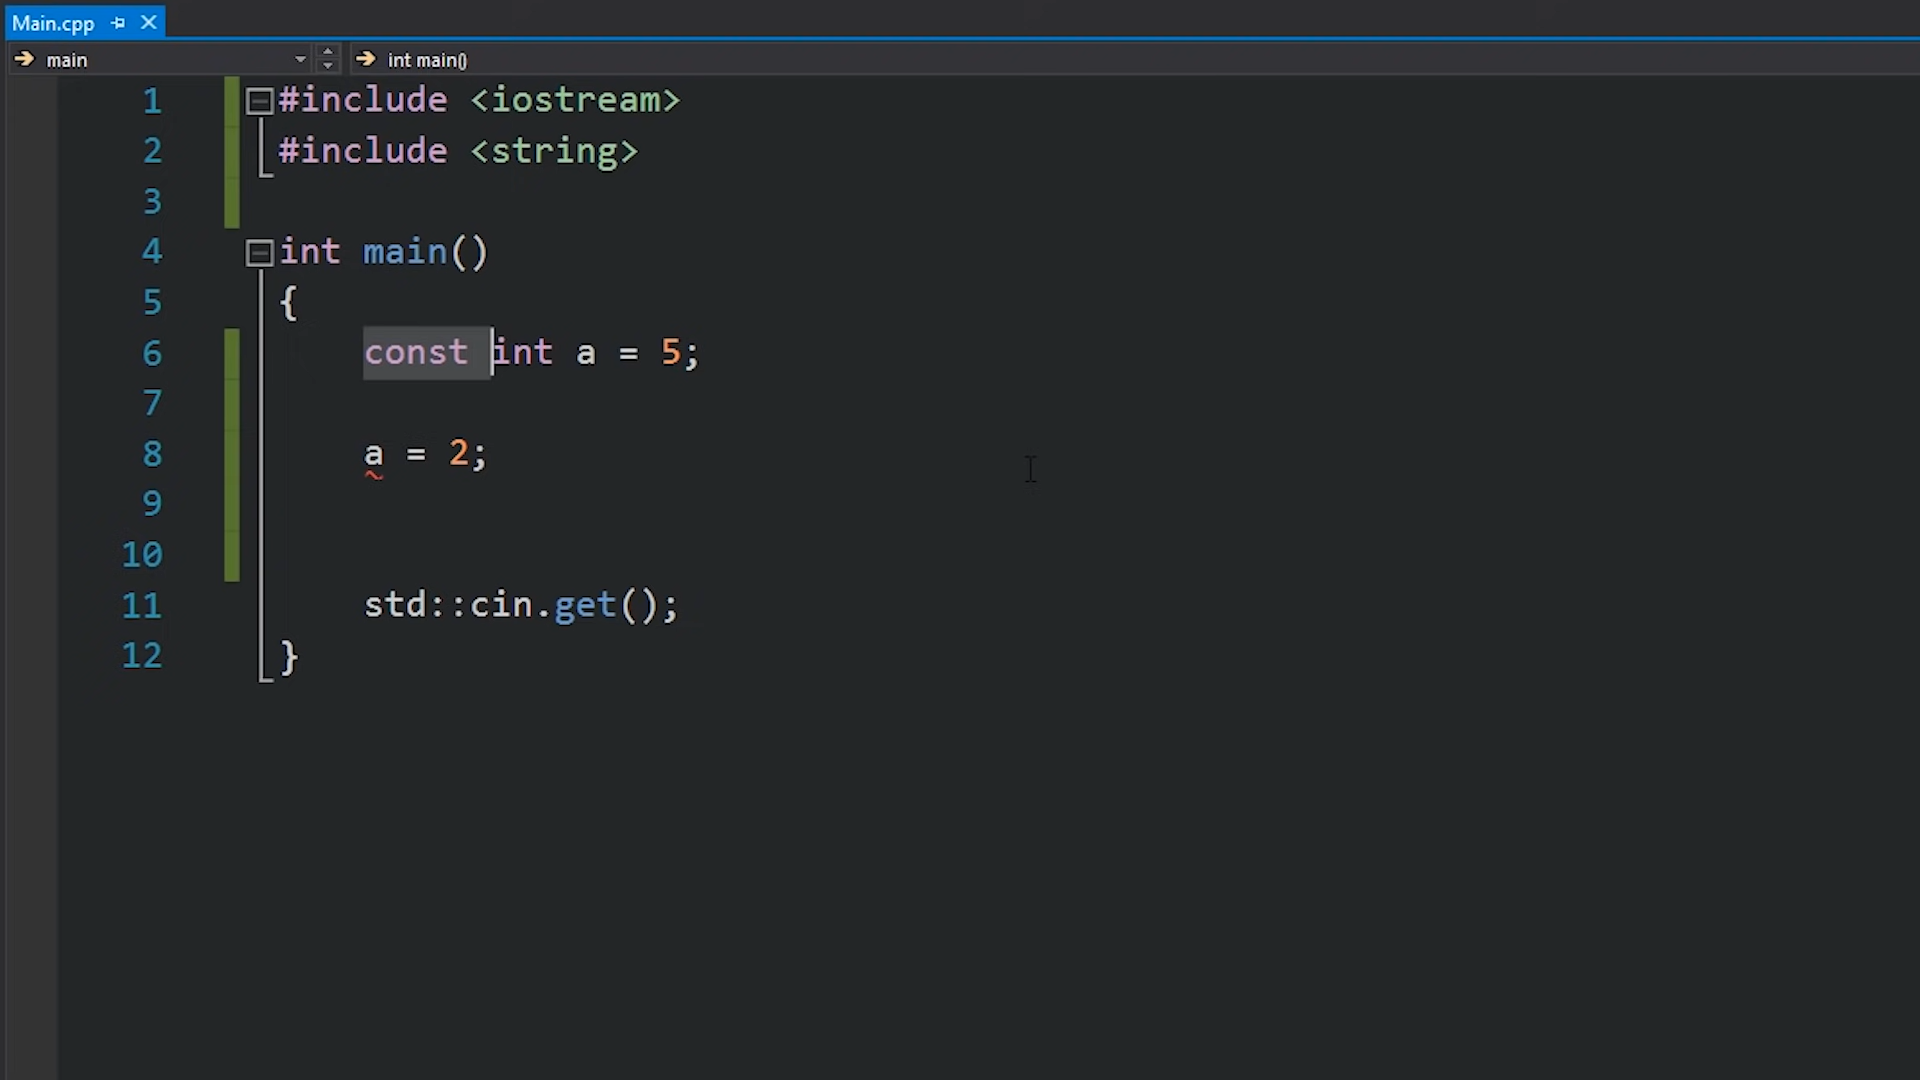 Main.cpp
main int main()
1 #include <iostream>
2 #include <string>
3
4 int main()
5 {
6 const int a = 5;
7
8 a = 2;
9
10
11 std::cin.get();
12 }